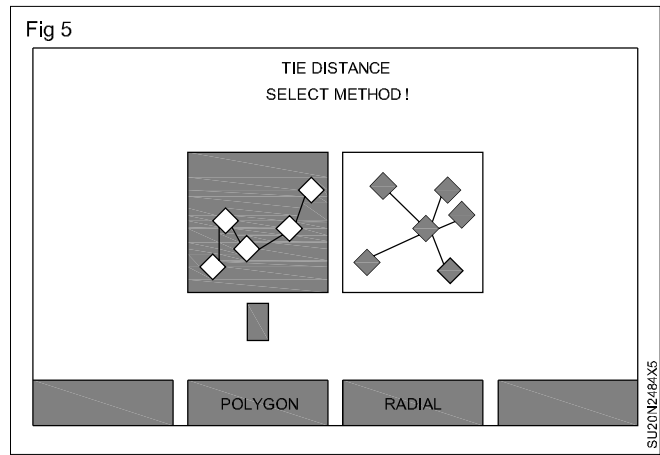 Fig 5
TIE DISTANCE
SELECT METHOD !
POLYGON
RADIAL
SU20N2484X5